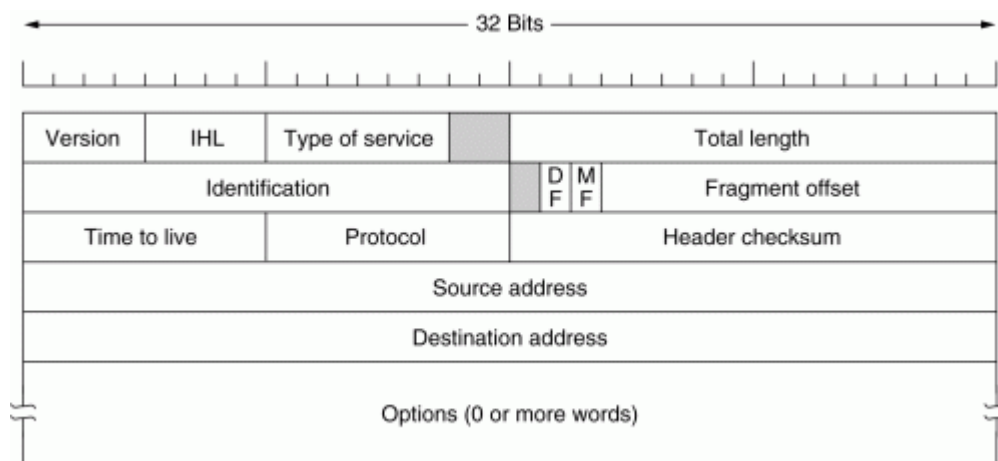 32 Bits
Version IHL Type of service Total length
Identification D F M F Fragment offset
Time to live Protocol Header checksum
Source address
Destination address
Options (0 or more words)